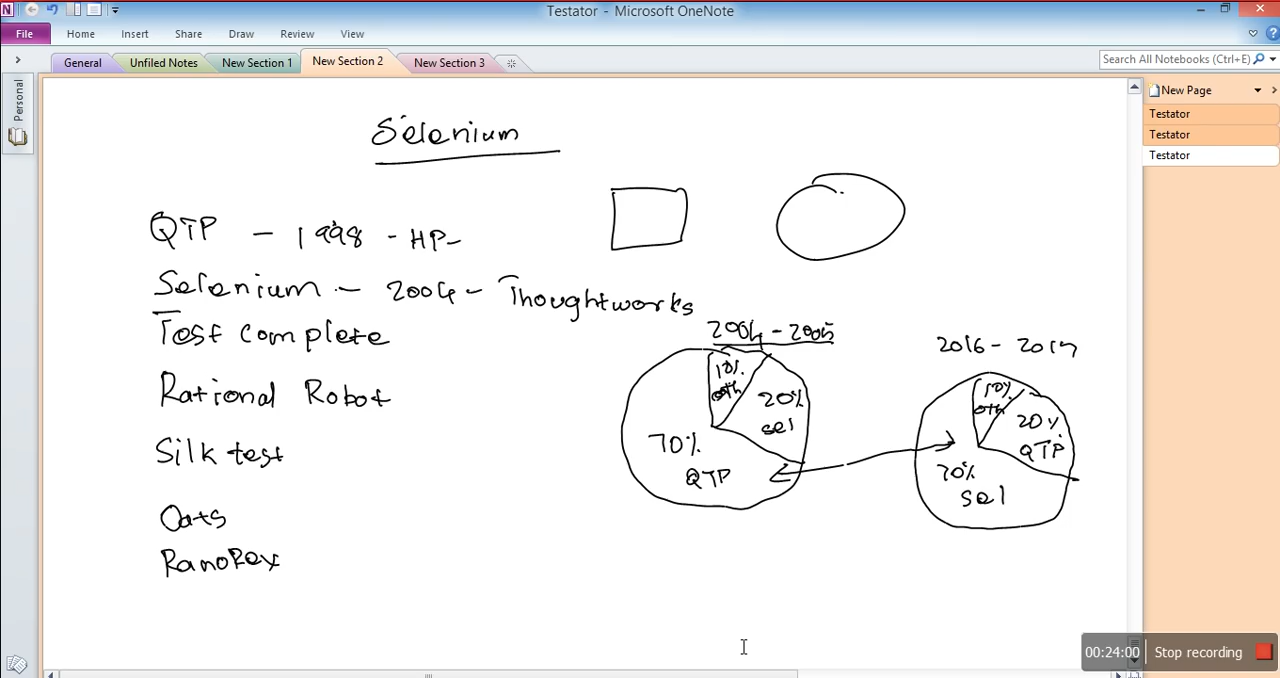 Testator - Microsoft OneNote
File Home Insert Share Draw Review View
General Unfiled Notes New Section 1 New Section 2 New Section 3
Search All Notebooks (Ctrl+E)
Personal
New Page
Testator
Testator
Testator
Selenium
QTP - 1998 - HP-
Selenium - 2004 - Thoughtworks
Test complete
Rational Robot
Silk test
Oats
RanoRex
2004 - 2005
10%
oth
20%
sel
70%
QTP
2016 - 2017
10%
oth
20%
QTP
70%
sel
00:24:00 Stop recording